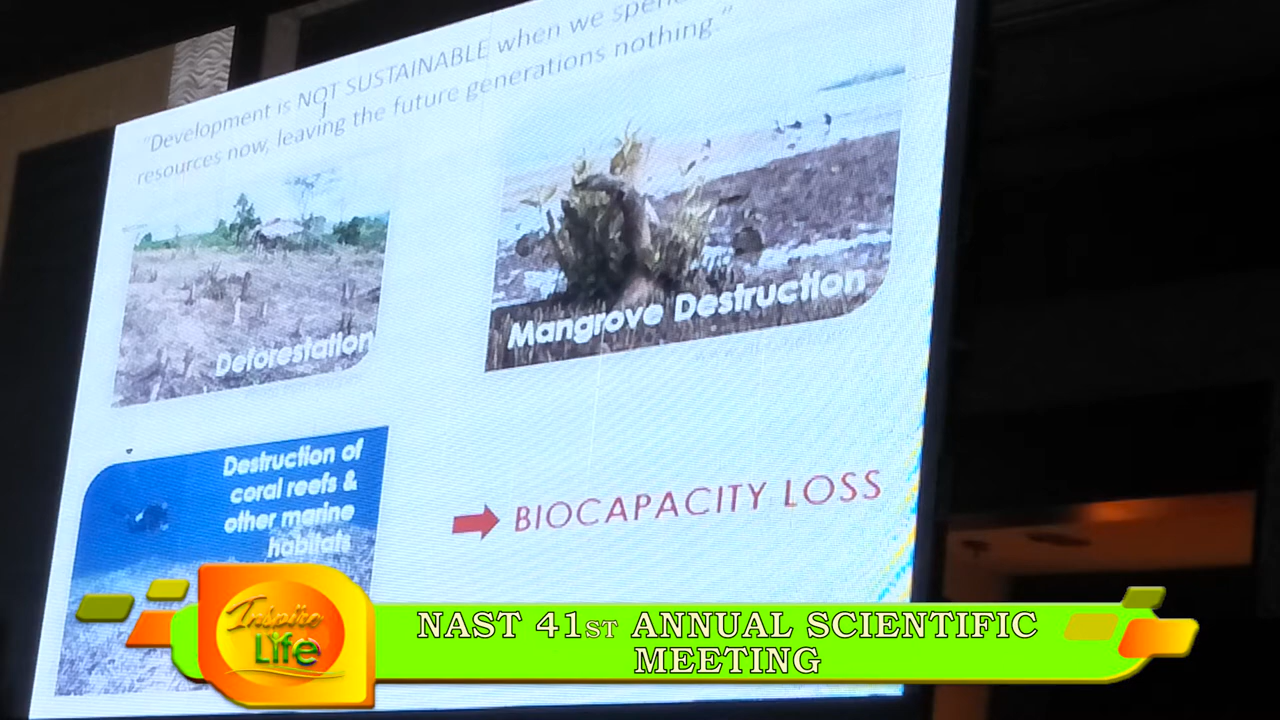 "Development is NOT SUSTAINABLE when we
resources now, leaving the future generations nothing."
Deforestation
Mangrove Destruction
Destruction of
coral reefs &
other marine
habitats
BIOCAPACITY LOSS
Inspire
Life
NAST 41ST ANNUAL SCIENTIFIC
MEETING